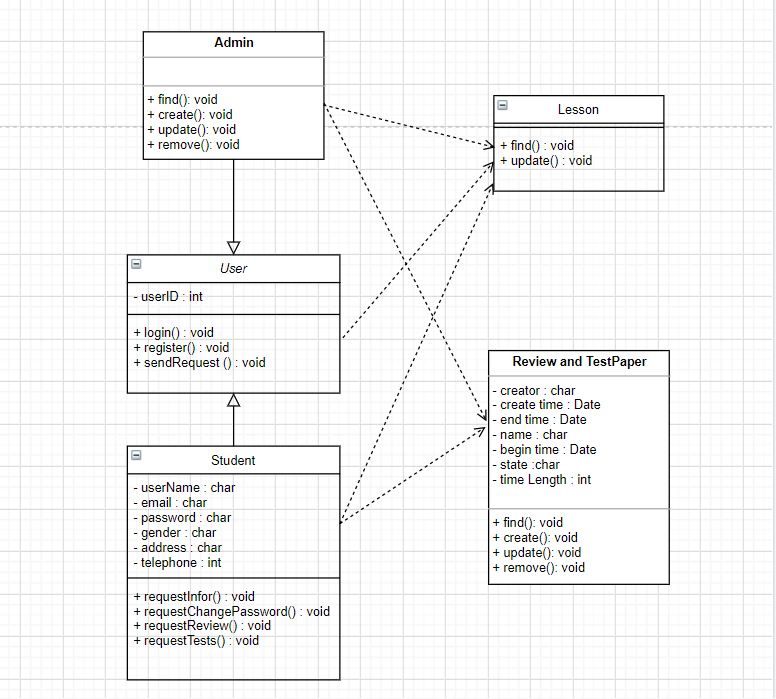 Admin
+ find(): void
+ create(): void
+ update(): void
+ remove(): void
Lesson
+ find() : void
+ update() : void
User
- userID : int
+ login() : void
+ register() : void
+ sendRequest () : void
Review and TestPaper
- creator : char
- create time : Date
- end time : Date
- name : char
- begin time : Date
- state :char
- time Length : int
+ find(): void
+ create(): void
+ update(): void
+ remove(): void
Student
- userName : char
- email : char
- password : char
- gender : char
- address : char
- telephone : int
+ requestInfor() : void
+ requestChangePassword() : void
+ requestReview() : void
+ requestTests() : void